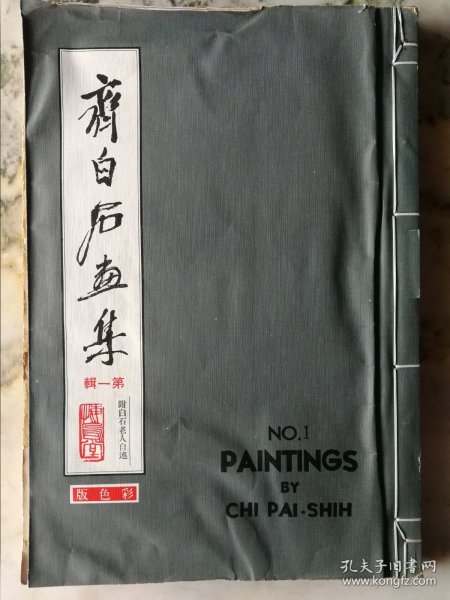 齊白石畫集
第一輯
附白石老人自述
彩色版
NO.1
PAINTINGS
BY
CHI PAI-SHIH
孔夫子旧书网
www.kongfz.com